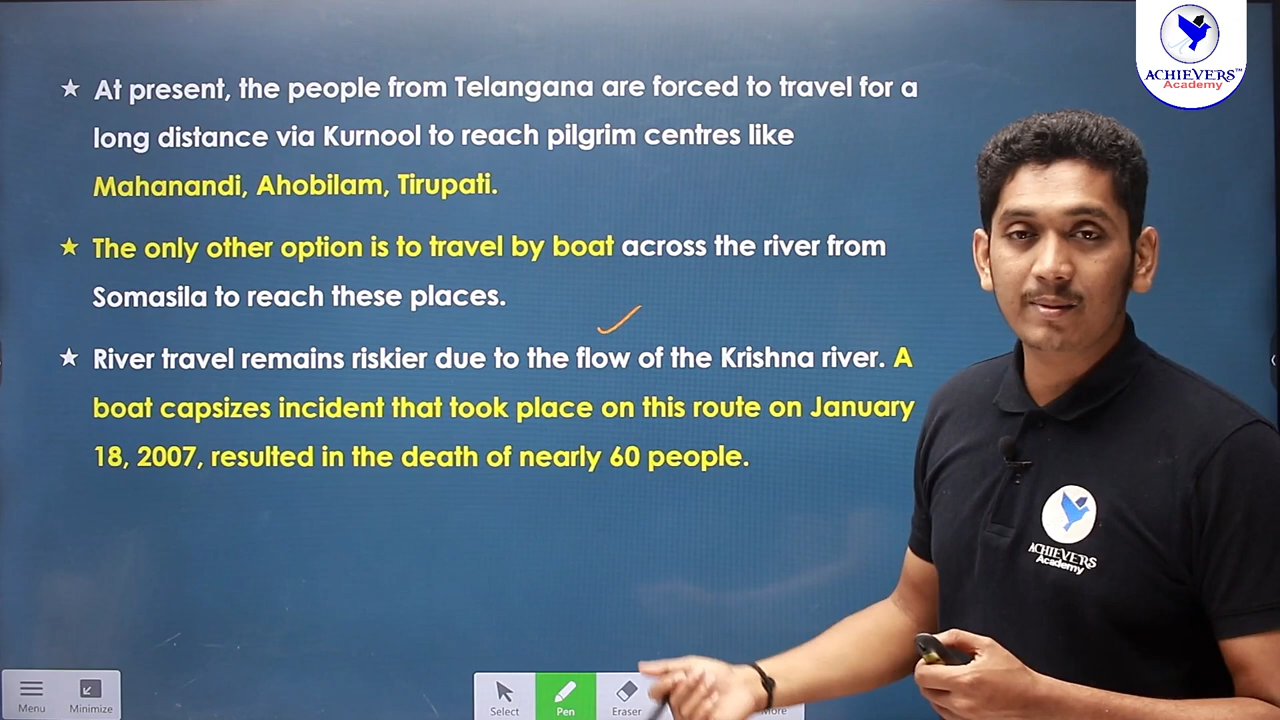 ACHIEVERS™
Academy
★ At present, the people from Telangana are forced to travel for a
long distance via Kurnool to reach pilgrim centres like
Mahanandi, Ahobilam, Tirupati.
★ The only other option is to travel by boat across the river from
Somasila to reach these places.
★ River travel remains riskier due to the flow of the Krishna river. A
boat capsizes incident that took place on this route on January
18, 2007, resulted in the death of nearly 60 people.
ACHIEVERS
Academy
Menu
Minimize
Select
Pen
Eraser
More